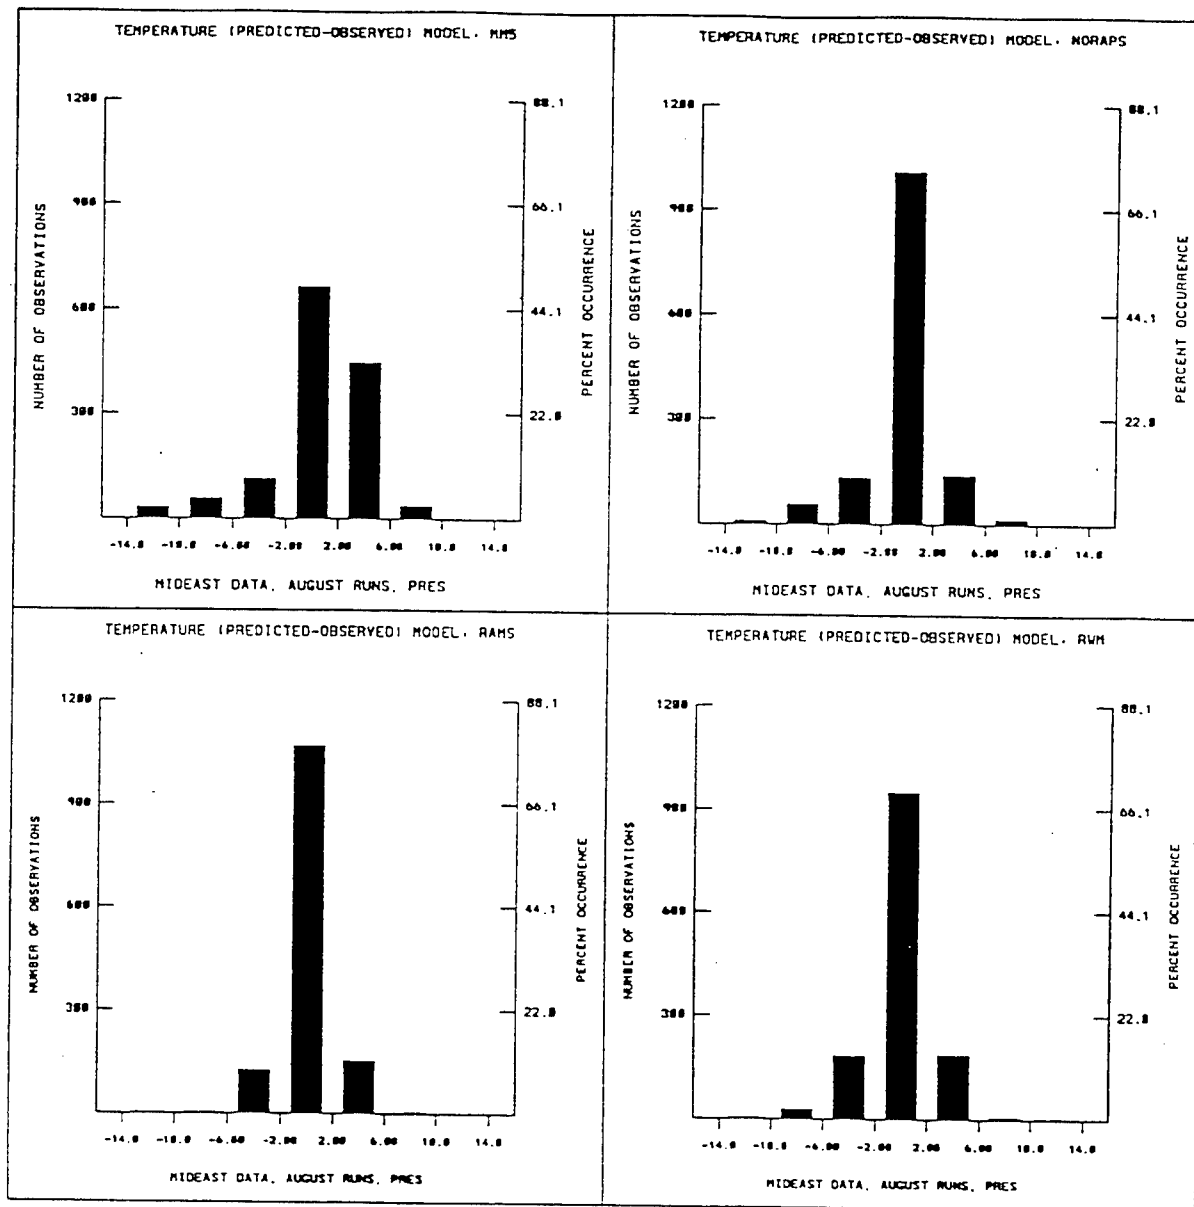 TEMPERATURE (PREDICTED-OBSERVED) MODEL. MM5
1200
900
600
300
NUMBER OF OBSERVATIONS
88.1
66.1
44.1
22.0
PERCENT OCCURRENCE
-14.0 -10.0 -6.00 -2.00 2.00 6.00 10.0 14.0
MIDEAST DATA, AUGUST RUNS, PRES
TEMPERATURE (PREDICTED-OBSERVED) MODEL. NORAPS
1200
900
600
300
NUMBER OF OBSERVATIONS
88.1
66.1
44.1
22.0
PERCENT OCCURRENCE
-14.0 -10.0 -6.00 -2.00 2.00 6.00 10.0 14.0
MIDEAST DATA, AUGUST RUNS, PRES
TEMPERATURE (PREDICTED-OBSERVED) MODEL. RAMS
1200
900
600
300
NUMBER OF OBSERVATIONS
88.1
66.1
44.1
22.0
PERCENT OCCURRENCE
-14.0 -10.0 -6.00 -2.00 2.00 6.00 10.0 14.0
MIDEAST DATA, AUGUST RUNS, PRES
TEMPERATURE (PREDICTED-OBSERVED) MODEL. RWM
1200
900
600
300
NUMBER OF OBSERVATIONS
88.1
66.1
44.1
22.0
PERCENT OCCURRENCE
-14.0 -10.0 -6.00 -2.00 2.00 6.00 10.0 14.0
MIDEAST DATA, AUGUST RUNS, PRES